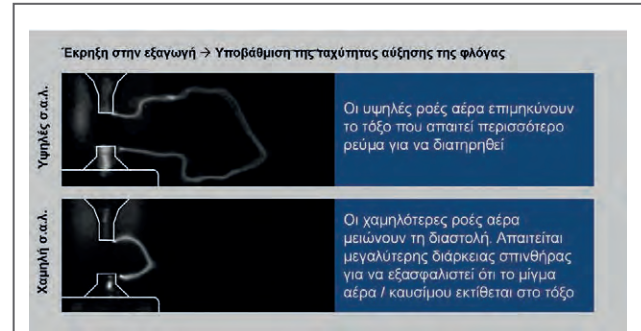 Έκρηξη στην εξαγωγή → Υποβάθμιση της ταχύτητας αύξησης της φλόγας
Υψηλές σ.α.λ.
Οι υψηλές ροές αέρα επιμηκύνουν
το τόξο που απαιτεί περισσότερο
ρεύμα για να διατηρηθεί
Χαμηλή σ.α.λ.
Οι χαμηλότερες ροές αέρα
μειώνουν τη διαστολή. Απαιτείται
μεγαλύτερης διάρκειας σπινθήρας
για να εξασφαλιστεί ότι το μίγμα
αέρα / καυσίμου εκτίθεται στο τόξο